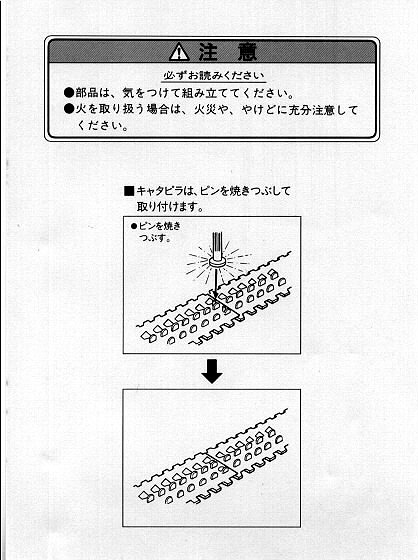 注意
必ずお読みください
●部品は、気をつけて組み立ててください。
●火を取り扱う場合は、火災や、やけどに充分注意して
ください。
■キャタピラは、ピンを焼きつぶして
取り付けます。
●ピンを焼き
つぶす。